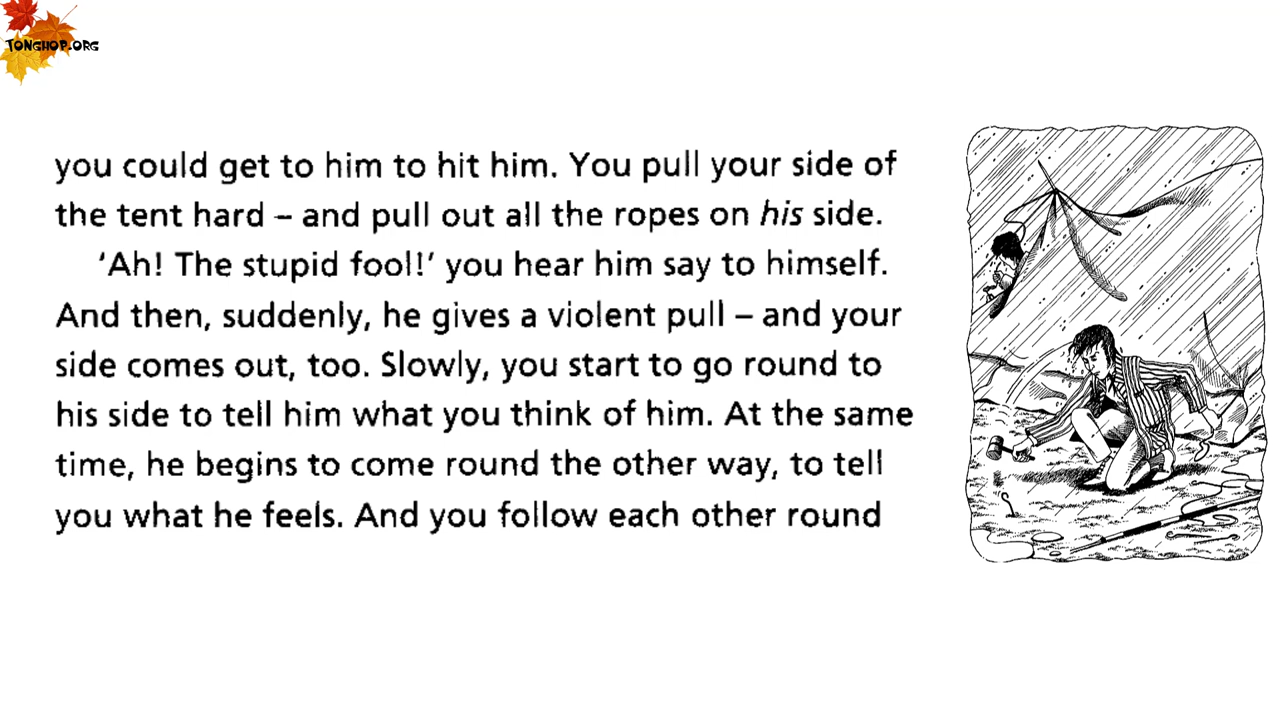 TONGHOP.ORG
you could get to him to hit him. You pull your side of
the tent hard – and pull out all the ropes on his side.
‘Ah! The stupid fool!’ you hear him say to himself.
And then, suddenly, he gives a violent pull – and your
side comes out, too. Slowly, you start to go round to
his side to tell him what you think of him. At the same
time, he begins to come round the other way, to tell
you what he feels. And you follow each other round